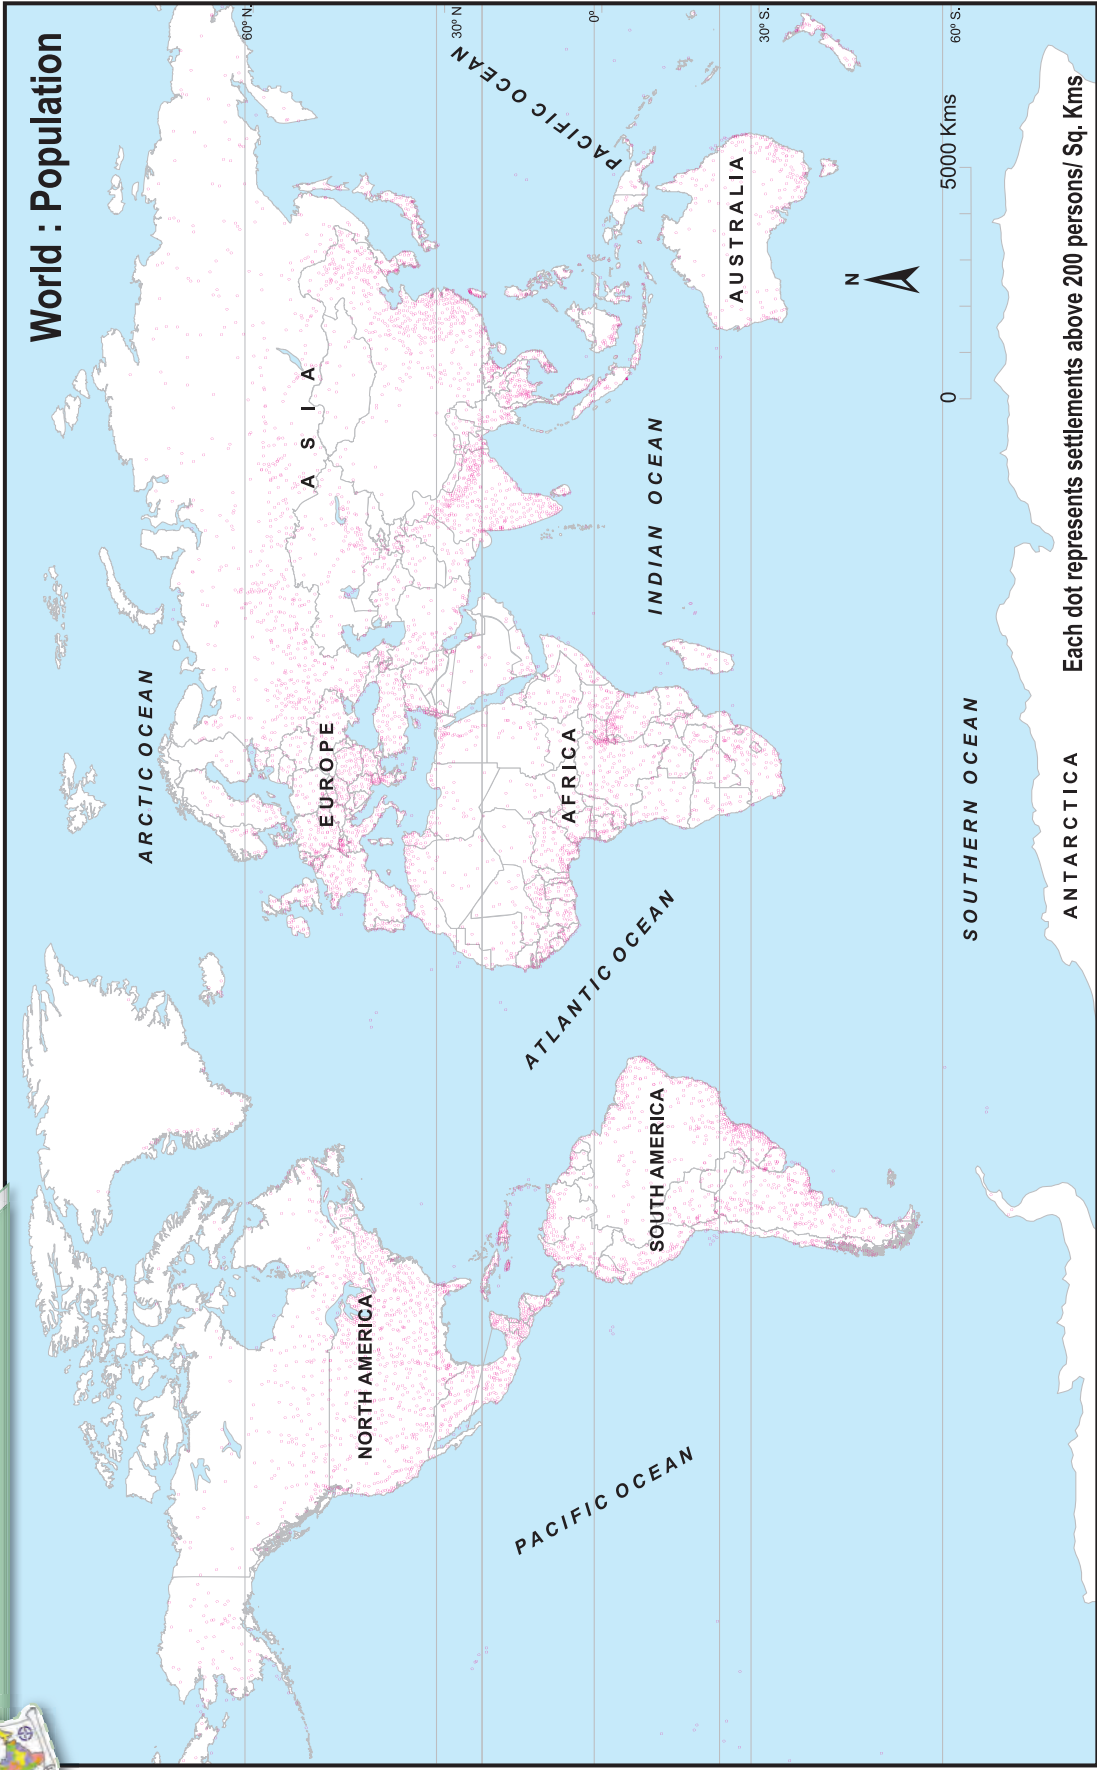 World : Population
ARCTIC OCEAN
60° N.
ASIA
EUROPE
NORTH AMERICA
30° N
PACIFIC OCEAN
ATLANTIC OCEAN
AFRICA
0°
PACIFIC OCEAN
SOUTH AMERICA
INDIAN OCEAN
AUSTRALIA
30° S.
N
0
5000 Kms
60° S.
SOUTHERN OCEAN
ANTARCTICA
Each dot represents settlements above 200 persons/ Sq. Kms